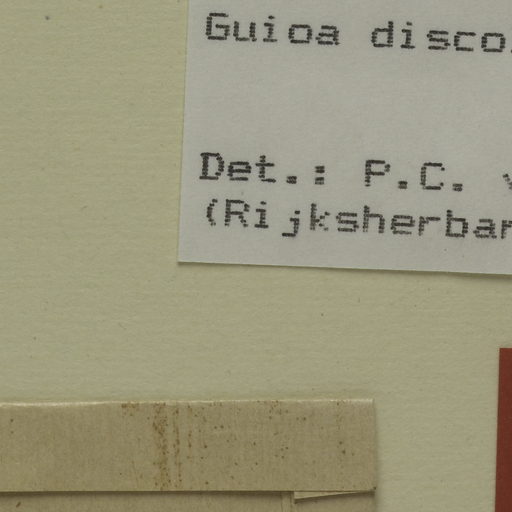 Guioa disco
Det.: P.C.
(Rijksherbar